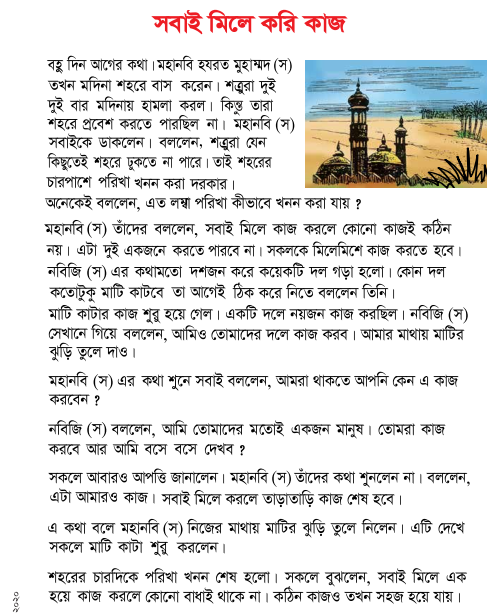 সবাই মিলে করি কাজ
বহু দিন আগের কথা। মহানবি হযরত মুহাম্মদ (স)
তখন মদিনা শহরে বাস করেন। শত্রুরা দুই
দুই বার মদিনায় হামলা করল। কিন্তু তারা
শহরে প্রবেশ করতে পারছিল না। মহানবি (স)
সবাইকে ডাকলেন। বললেন, শত্রুরা যেন
কিছুতেই শহরে ঢুকতে না পারে। তাই শহরের
চারপাশে পরিখা খনন করা দরকার।
অনেকেই বললেন, এত লম্বা পরিখা কীভাবে খনন করা যায় ?
মহানবি (স) তাঁদের বললেন, সবাই মিলে কাজ করলে কোনো কাজই কঠিন
নয়। এটা দুই একজনে করতে পারবে না। সকলকে মিলেমিশে কাজ করতে হবে।
নবিজি (স) এর কথামতো দশজন করে কয়েকটি দল গড়া হলো। কোন দল
কতোটুকু মাটি কাটবে তা আগেই ঠিক করে নিতে বললেন তিনি।
মাটি কাটার কাজ শুরু হয়ে গেল। একটি দলে নয়জন কাজ করছিল। নবিজি (স)
সেখানে গিয়ে বললেন, আমিও তোমাদের দলে কাজ করব। আমার মাথায় মাটির
ঝুড়ি তুলে দাও।
মহানবি (স) এর কথা শুনে সবাই বললেন, আমরা থাকতে আপনি কেন এ কাজ
করবেন ?
নবিজি (স) বললেন, আমি তোমাদের মতোই একজন মানুষ। তোমরা কাজ
করবে আর আমি বসে বসে দেখব ?
সকলে আবারও আপত্তি জানালেন। মহানবি (স) তাঁদের কথা শুনলেন না। বললেন,
এটা আমারও কাজ। সবাই মিলে করলে তাড়াতাড়ি কাজ শেষ হবে।
এ কথা বলে মহানবি (স) নিজের মাথায় মাটির ঝুড়ি তুলে নিলেন। এটি দেখে
সকলে মাটি কাটা শুরু করলেন।
শহরের চারদিকে পরিখা খনন শেষ হলো। সকলে বুঝলেন, সবাই মিলে এক
হয়ে কাজ করলে কোনো বাধাই থাকে না। কঠিন কাজও তখন সহজ হয়ে যায়।
২০২০